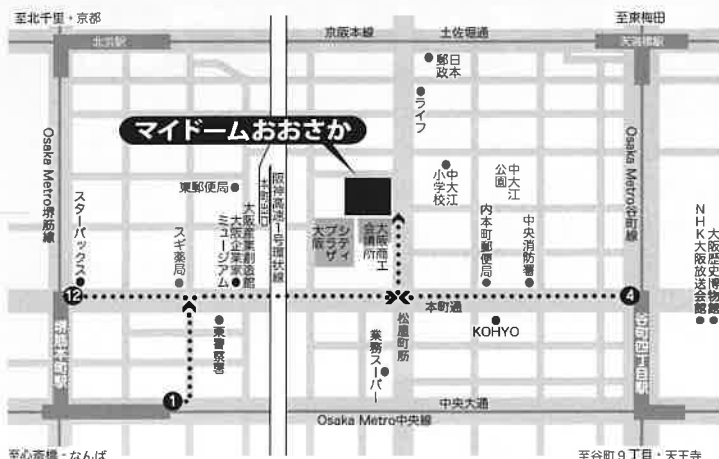 至北千里・京都
至東梅田
京阪本線
土佐堀通
北浜駅
天満橋駅
日本
郵政
ライフ
マイドームおおさか
Osaka Metro堺筋線
Osaka Metro谷町線
東郵便局
本町出口
阪神高速1号環状線
中大江
小学校
中大江
公園
スターバックス
スギ薬局
大阪産業創造館
大阪企業家
ミュージアム
シティ
プラザ
大阪
大阪商工
会議所
内本町郵便局
中央消防署
大阪歴史博物館
NHK大阪放送会館
12
4
本町通
堺筋本町駅
東警察署
松屋町筋
業務スーパー
KOHYO
谷町四丁目駅
1
中央大通
Osaka Metro中央線
至心斎橋・なんば
至谷町9丁目・天王寺